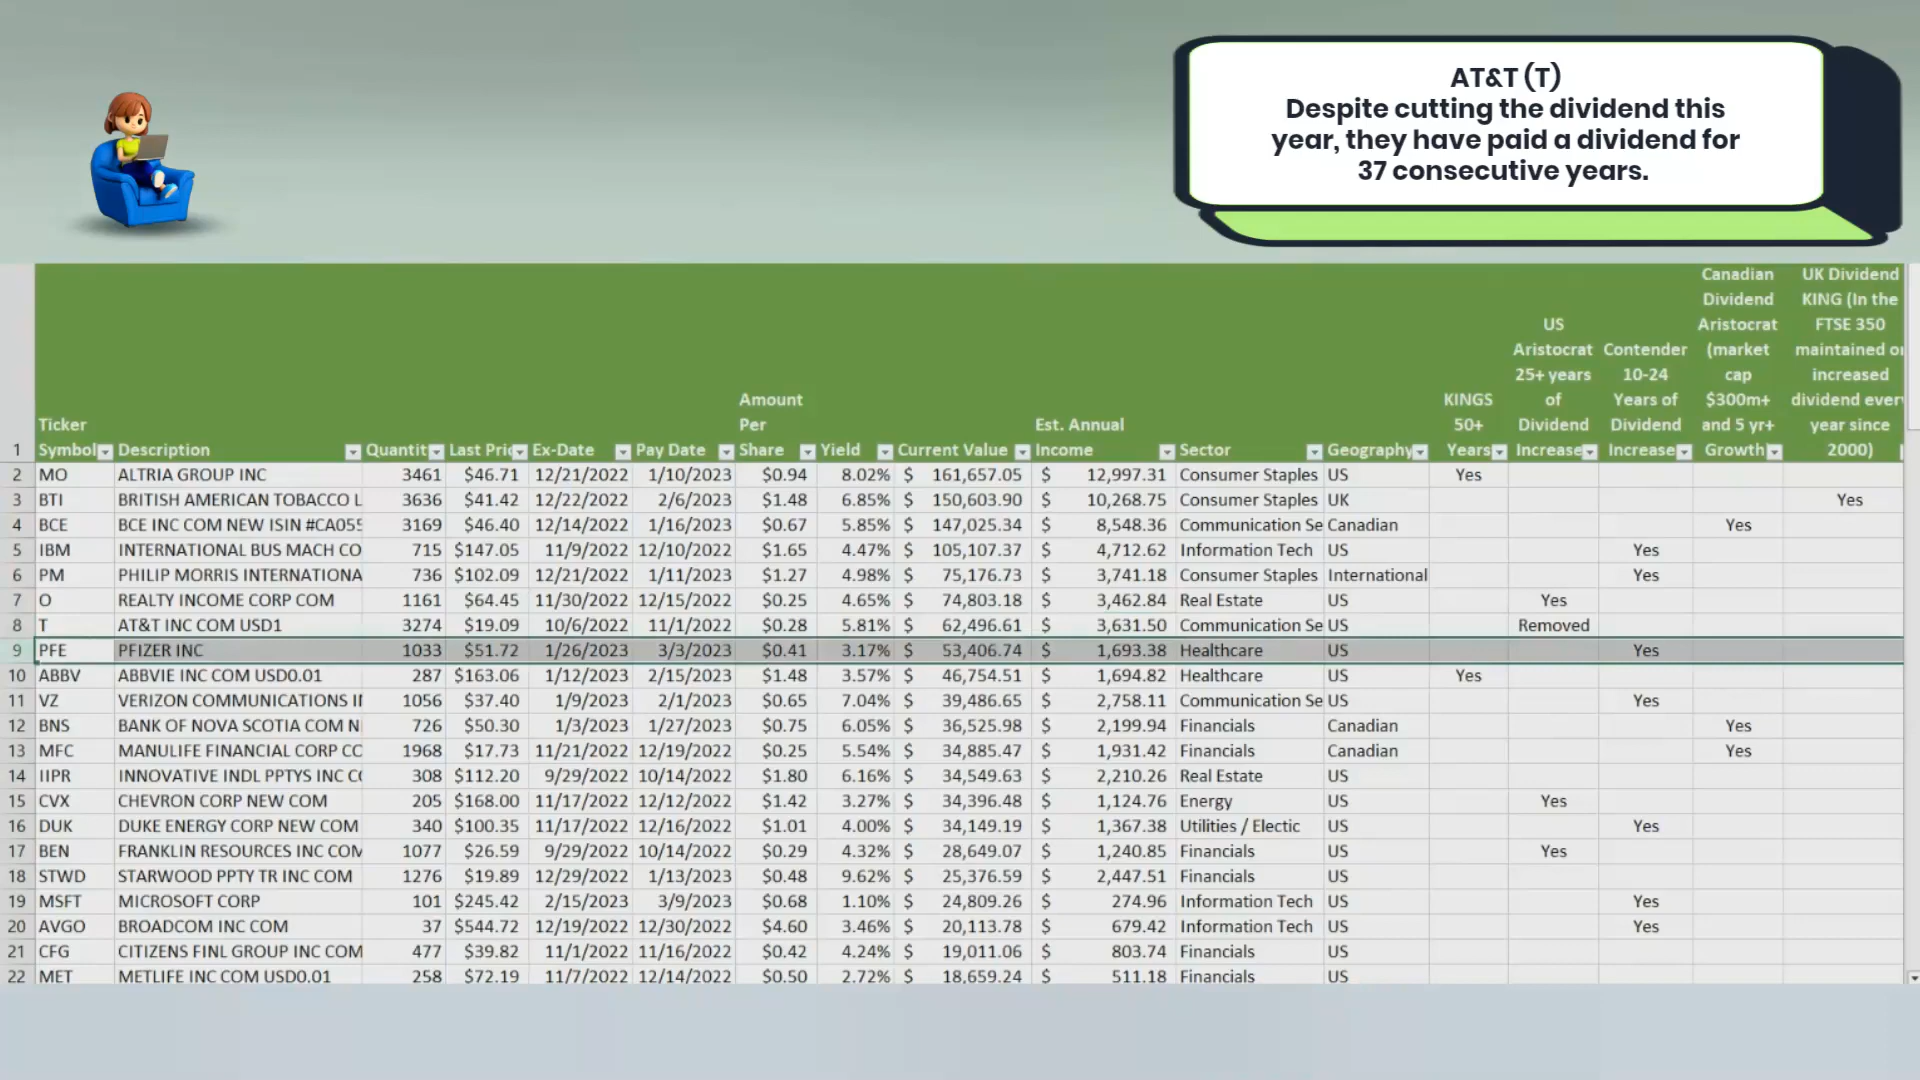 AT&T (T)
Despite cutting the dividend this
year, they have paid a dividend for
37 consecutive years.
1 Ticker Symbol Description Quantit Last Pric Ex-Date Pay Date Amount Per Share Yield Current Value Est. Annual Income Sector Geography KINGS 50+ Years US Aristocrat 25+ years of Dividend Increase Contender 10-24 Years of Dividend Increase Canadian Dividend Aristocrat (market cap $300m+ and 5 yr+ Growth UK Dividend KING (In the FTSE 350 maintained or increased dividend every year since 2000)
2 MO ALTRIA GROUP INC 3461 $46.71 12/21/2022 1/10/2023 $0.94 8.02% $ 161,657.05 $ 12,997.31 Consumer Staples US Yes
3 BTI BRITISH AMERICAN TOBACCO L 3636 $41.42 12/22/2022 2/6/2023 $1.48 6.85% $ 150,603.90 $ 10,268.75 Consumer Staples UK Yes
4 BCE BCE INC COM NEW ISIN #CA055 3169 $46.40 12/14/2022 1/16/2023 $0.67 5.85% $ 147,025.34 $ 8,548.36 Communication Se Canadian Yes
5 IBM INTERNATIONAL BUS MACH CO 715 $147.05 11/9/2022 12/10/2022 $1.65 4.47% $ 105,107.37 $ 4,712.62 Information Tech US Yes
6 PM PHILIP MORRIS INTERNATIONA 736 $102.09 12/21/2022 1/11/2023 $1.27 4.98% $ 75,176.73 $ 3,741.18 Consumer Staples International Yes
7 O REALTY INCOME CORP COM 1161 $64.45 11/30/2022 12/15/2022 $0.25 4.65% $ 74,803.18 $ 3,462.84 Real Estate US Yes
8 T AT&T INC COM USD1 3274 $19.09 10/6/2022 11/1/2022 $0.28 5.81% $ 62,496.61 $ 3,631.50 Communication Se US Removed
9 PFE PFIZER INC 1033 $51.72 1/26/2023 3/3/2023 $0.41 3.17% $ 53,406.74 $ 1,693.38 Healthcare US Yes
10 ABBV ABBVIE INC COM USD0.01 287 $163.06 1/12/2023 2/15/2023 $1.48 3.57% $ 46,754.51 $ 1,694.82 Healthcare US Yes
11 VZ VERIZON COMMUNICATIONS IN 1056 $37.40 1/9/2023 2/1/2023 $0.65 7.04% $ 39,486.65 $ 2,758.11 Communication Se US Yes
12 BNS BANK OF NOVA SCOTIA COM N 726 $50.30 1/3/2023 1/27/2023 $0.75 6.05% $ 36,525.98 $ 2,199.94 Financials Canadian Yes
13 MFC MANULIFE FINANCIAL CORP CO 1968 $17.73 11/21/2022 12/19/2022 $0.25 5.54% $ 34,885.47 $ 1,931.42 Financials Canadian Yes
14 IIPR INNOVATIVE INDL PPTYS INC CO 308 $112.20 9/29/2022 10/14/2022 $1.80 6.16% $ 34,549.63 $ 2,210.26 Real Estate US
15 CVX CHEVRON CORP NEW COM 205 $168.00 11/17/2022 12/12/2022 $1.42 3.27% $ 34,396.48 $ 1,124.76 Energy US Yes
16 DUK DUKE ENERGY CORP NEW COM 340 $100.35 11/17/2022 12/16/2022 $1.01 4.00% $ 34,149.19 $ 1,367.38 Utilities / Electic US Yes
17 BEN FRANKLIN RESOURCES INC COM 1077 $26.59 9/29/2022 10/14/2022 $0.29 4.32% $ 28,649.07 $ 1,240.85 Financials US Yes
18 STWD STARWOOD PPTY TR INC COM 1276 $19.89 12/29/2022 1/13/2023 $0.48 9.62% $ 25,376.59 $ 2,447.51 Financials US
19 MSFT MICROSOFT CORP 101 $245.42 2/15/2023 3/9/2023 $0.68 1.10% $ 24,809.26 $ 274.96 Information Tech US Yes
20 AVGO BROADCOM INC COM 37 $544.72 12/19/2022 12/30/2022 $4.60 3.46% $ 20,113.78 $ 679.42 Information Tech US Yes
21 CFG CITIZENS FINL GROUP INC COM 477 $39.82 11/1/2022 11/16/2022 $0.42 4.24% $ 19,011.06 $ 803.74 Financials US
22 MET METLIFE INC COM USD0.01 258 $72.19 11/7/2022 12/14/2022 $0.50 2.72% $ 18,659.24 $ 511.18 Financials US